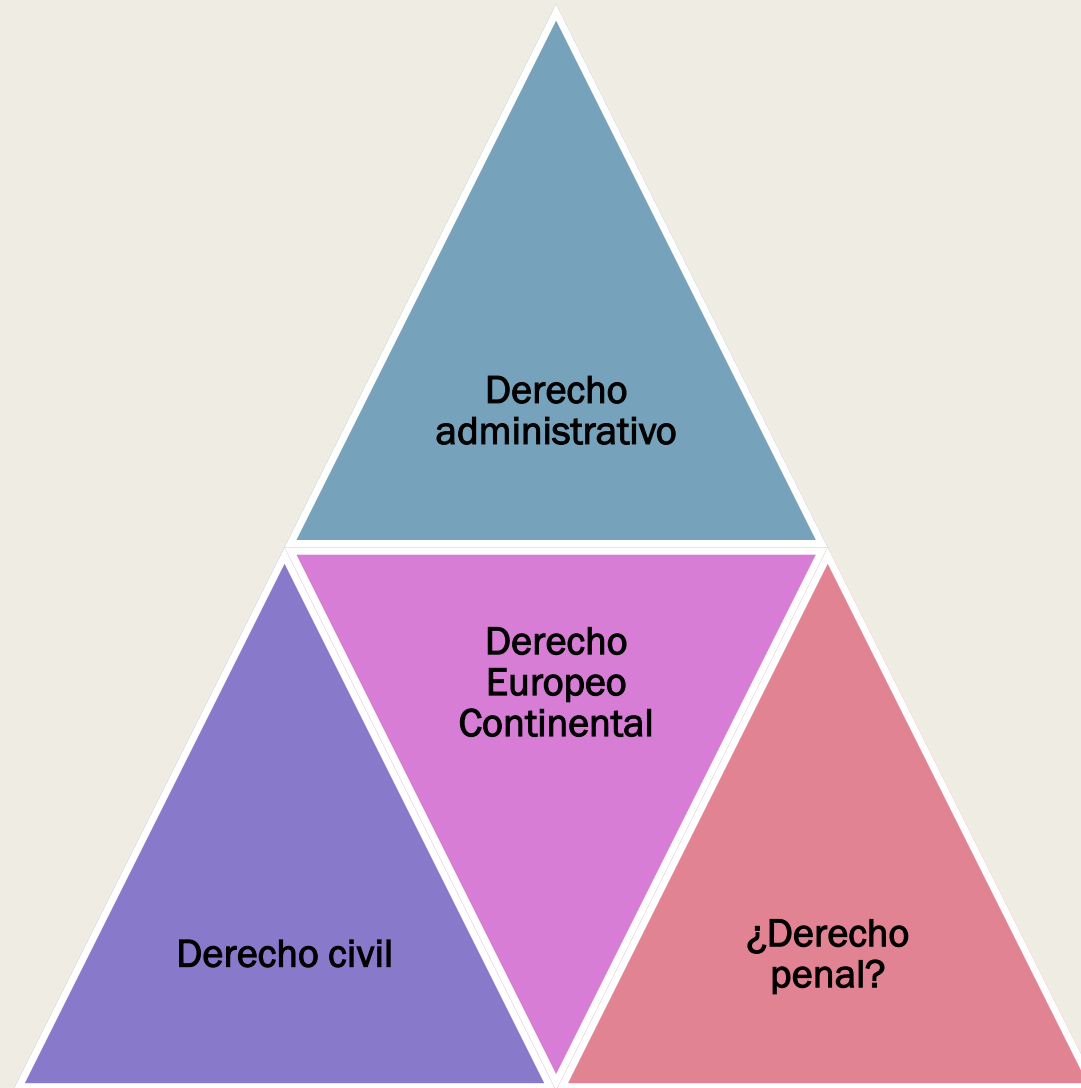 Derecho
administrativo
Derecho
Europeo
Continental
Derecho civil
¿Derecho
penal?